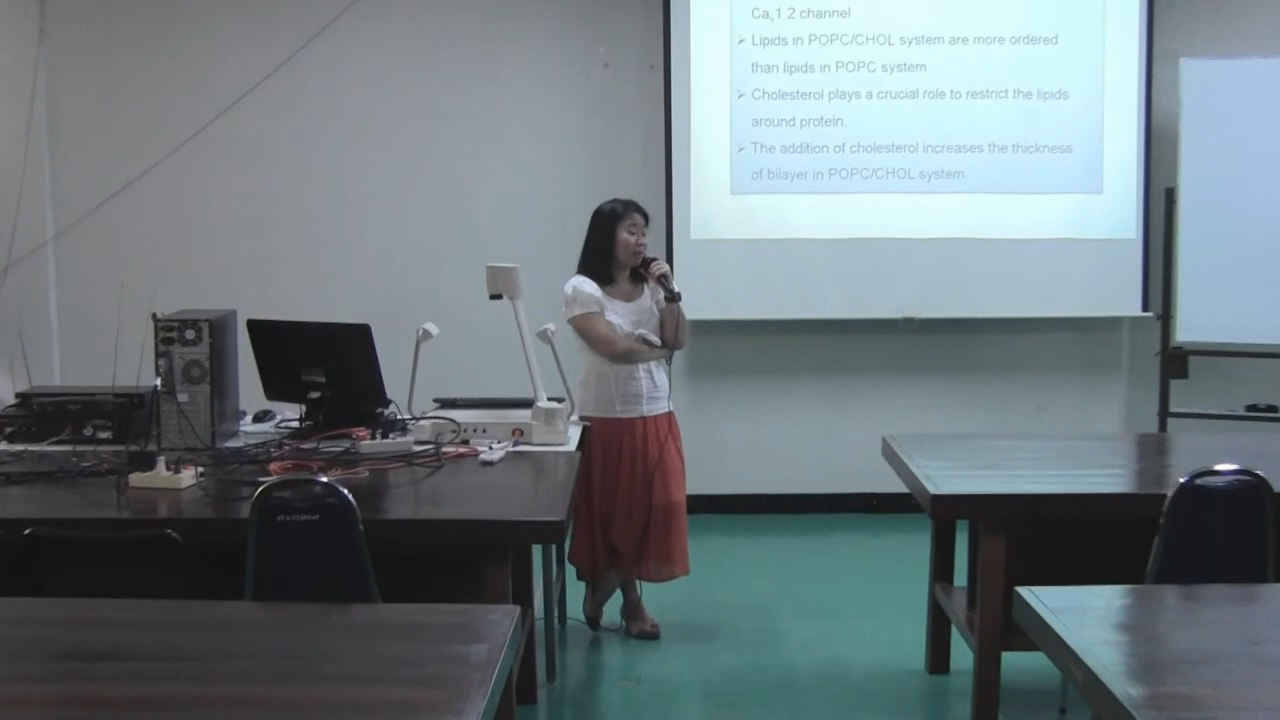 Caᵥ1.2 channel
➢ Lipids in POPC/CHOL system are more ordered
than lipids in POPC system
➢ Cholesterol plays a crucial role to restrict the lipids
around protein.
➢ The addition of cholesterol increases the thickness
of bilayer in POPC/CHOL system.